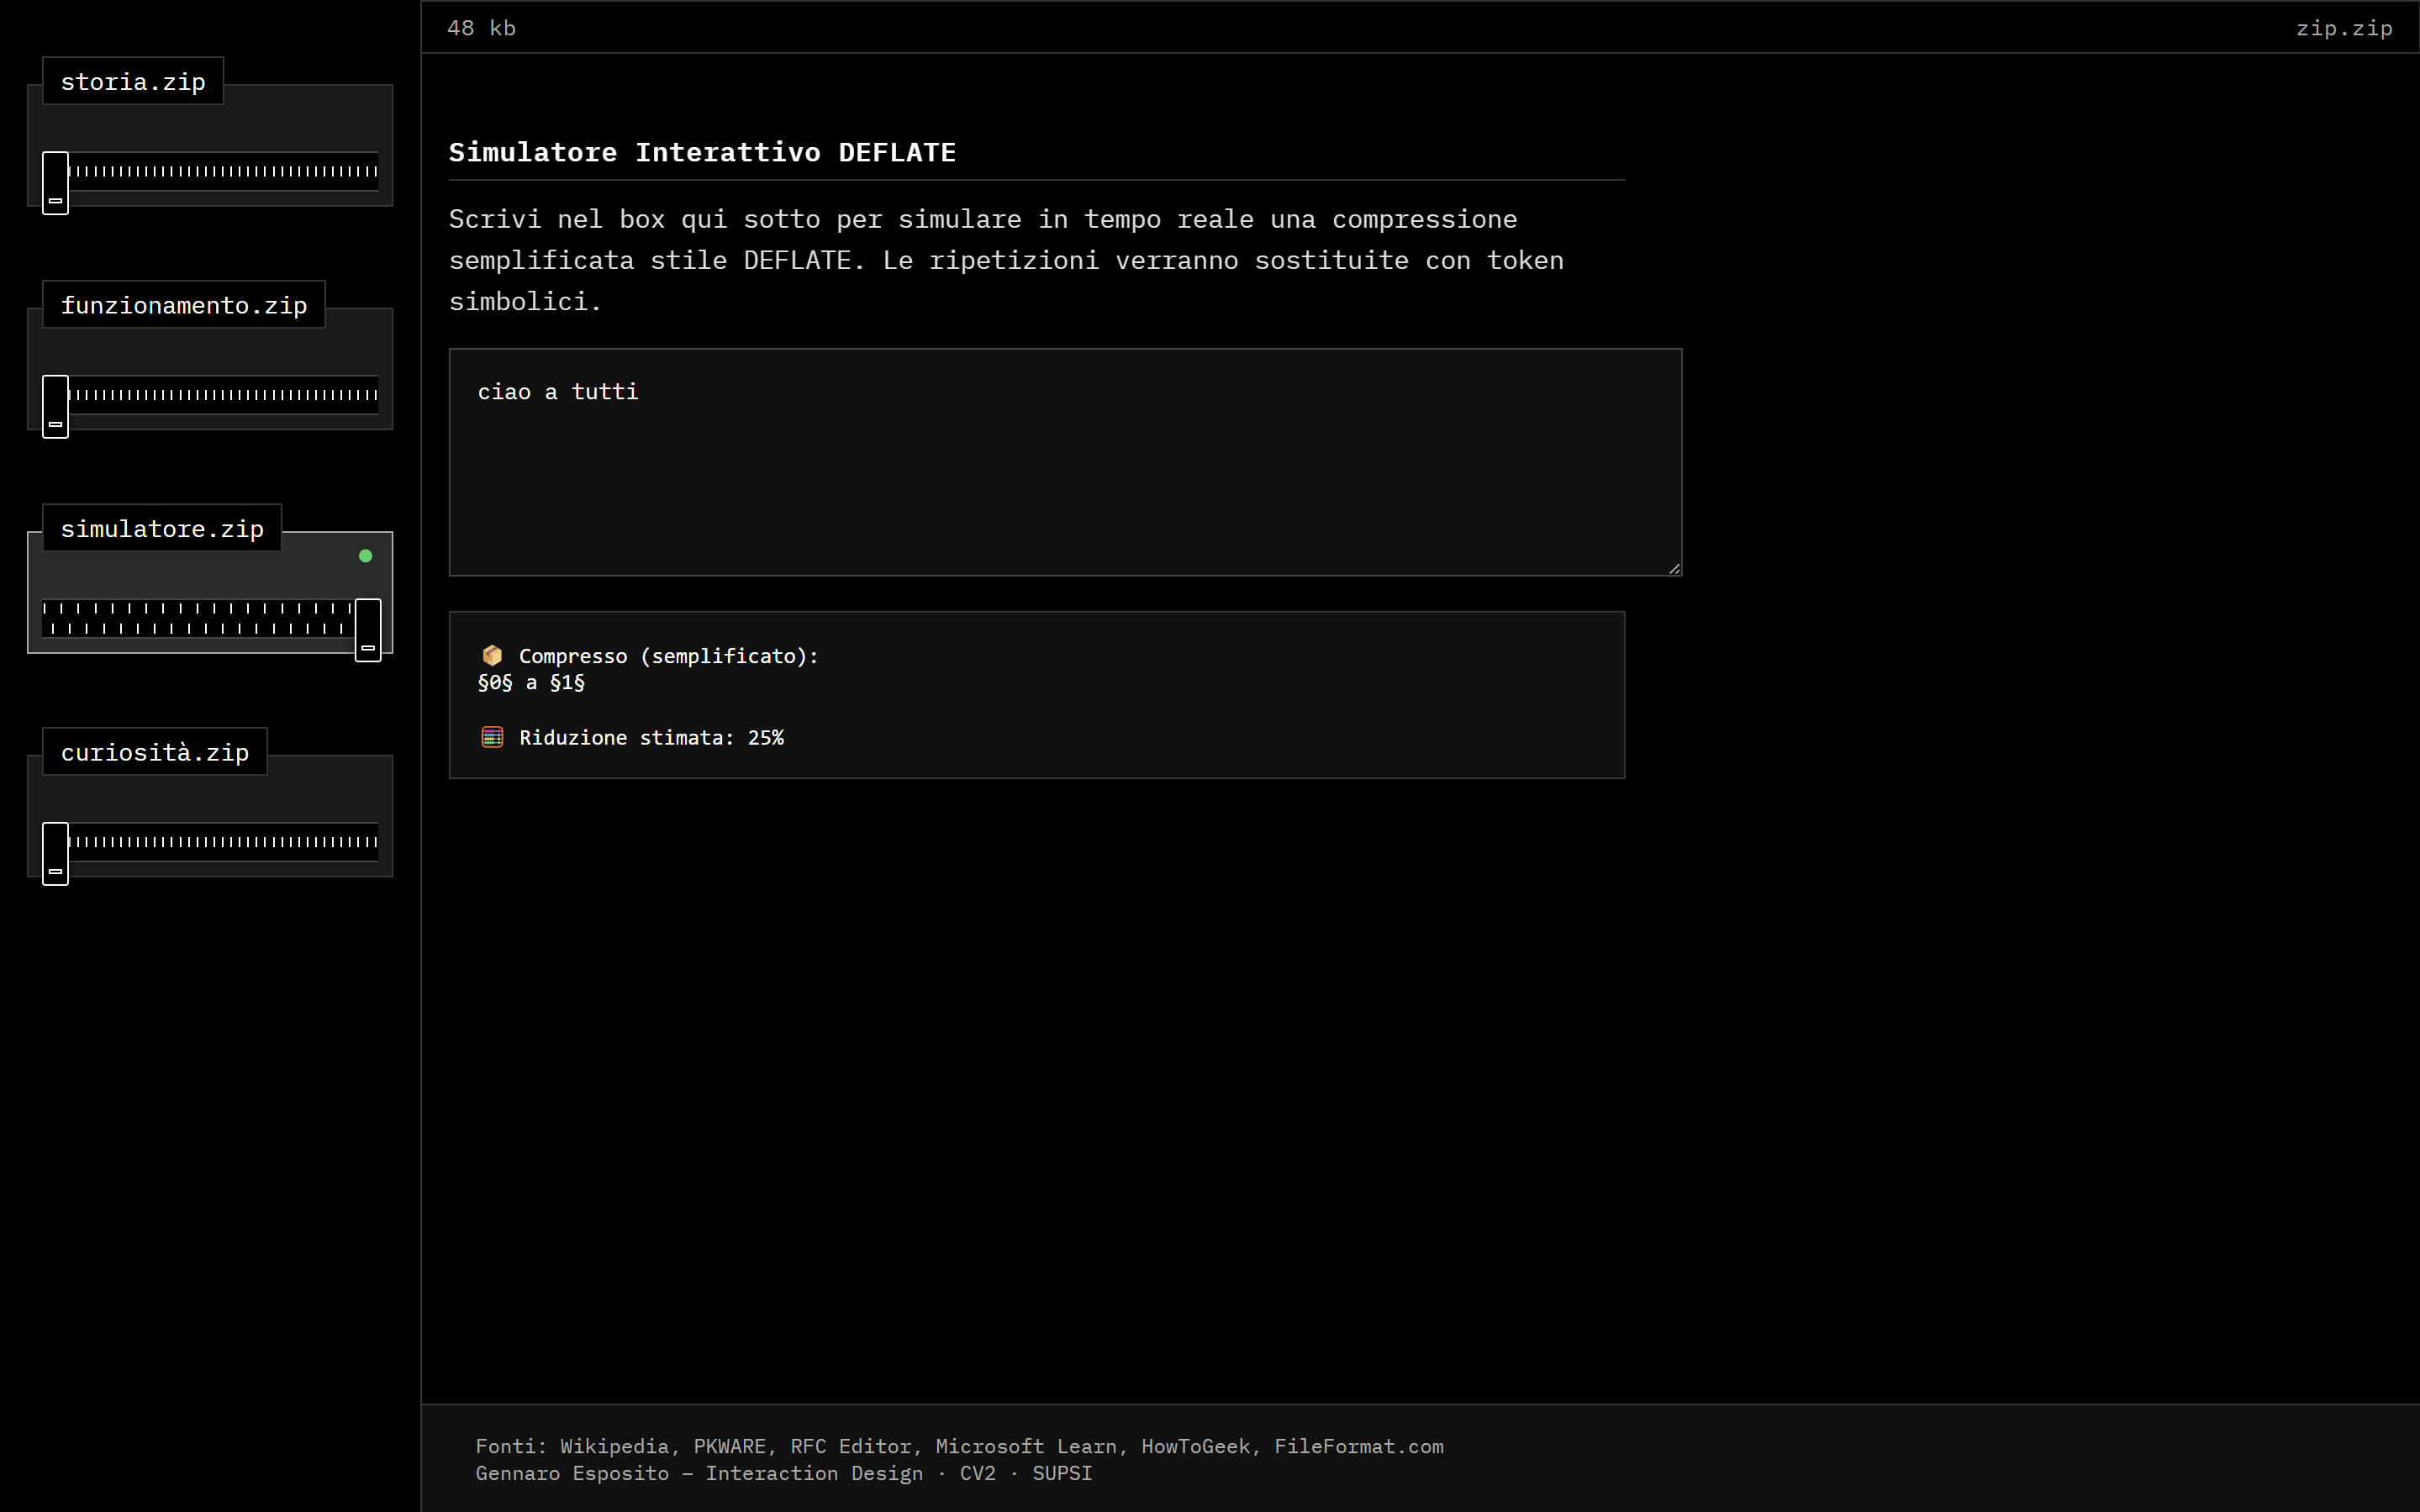 48 kb
zip.zip
storia.zip
funzionamento.zip
simulatore.zip
curiosità.zip
Simulatore Interattivo DEFLATE
Scrivi nel box qui sotto per simulare in tempo reale una compressione
semplificata stile DEFLATE. Le ripetizioni verranno sostituite con token
simbolici.
ciao a tutti
📦 Compresso (semplificato):
§0§ a §1§
🧮 Riduzione stimata: 25%
Fonti: Wikipedia, PKWARE, RFC Editor, Microsoft Learn, HowToGeek, FileFormat.com
Gennaro Esposito – Interaction Design · CV2 · SUPSI